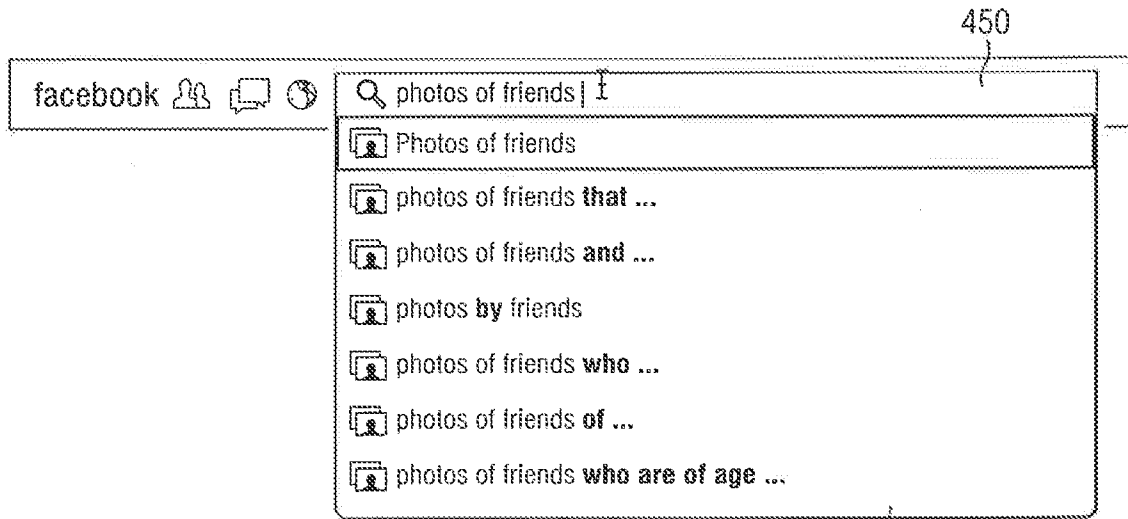 450
facebook photos of friends
Photos of friends
photos of friends that ...
photos of friends and ...
photos by friends
photos of friends who ...
photos of friends of ...
photos of friends who are of age ...